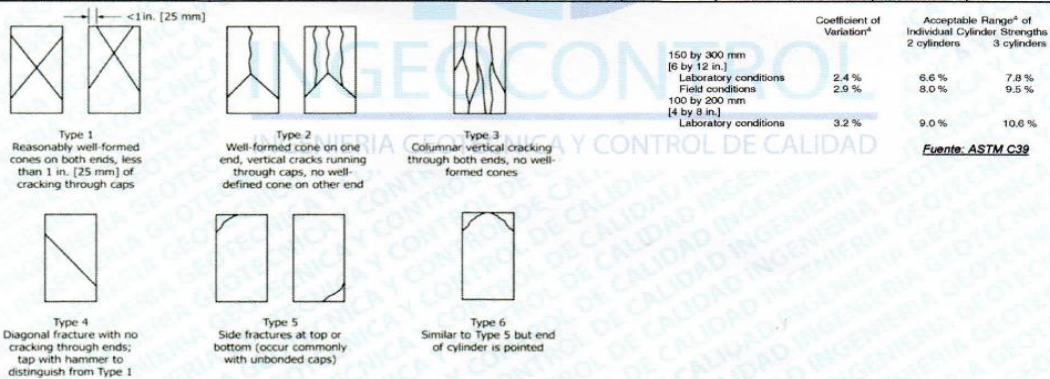 <1 in. [25 mm]
Type 1
Reasonably well-formed
cones on both ends, less
than 1 in. [25 mm] of
cracking through caps
Type 2
Well-formed cone on one
end, vertical cracks running
through caps, no well-
defined cone on other end
Type 3
Columnar vertical cracking
through both ends, no well-
formed cones
Coefficient of Variation⁴
Acceptable Range⁴ of
Individual Cylinder Strengths
2 cylinders 3 cylinders
150 by 300 mm
[6 by 12 in.]
Laboratory conditions 2.4 % 6.6 % 7.8 %
Field conditions 2.9 % 8.0 % 9.5 %
100 by 200 mm
[4 by 8 in.]
Laboratory conditions 3.2 % 9.0 % 10.6 %
Fuente: ASTM C39
Type 4
Diagonal fracture with no
cracking through ends;
tap with hammer to
distinguish from Type 1
Type 5
Side fractures at top or
bottom (occur commonly
with unbonded caps)
Type 6
Similar to Type 5 but end
of cylinder is pointed
INGEOCONTROL
INGENIERIA GEOTECNICA Y CONTROL DE CALIDAD